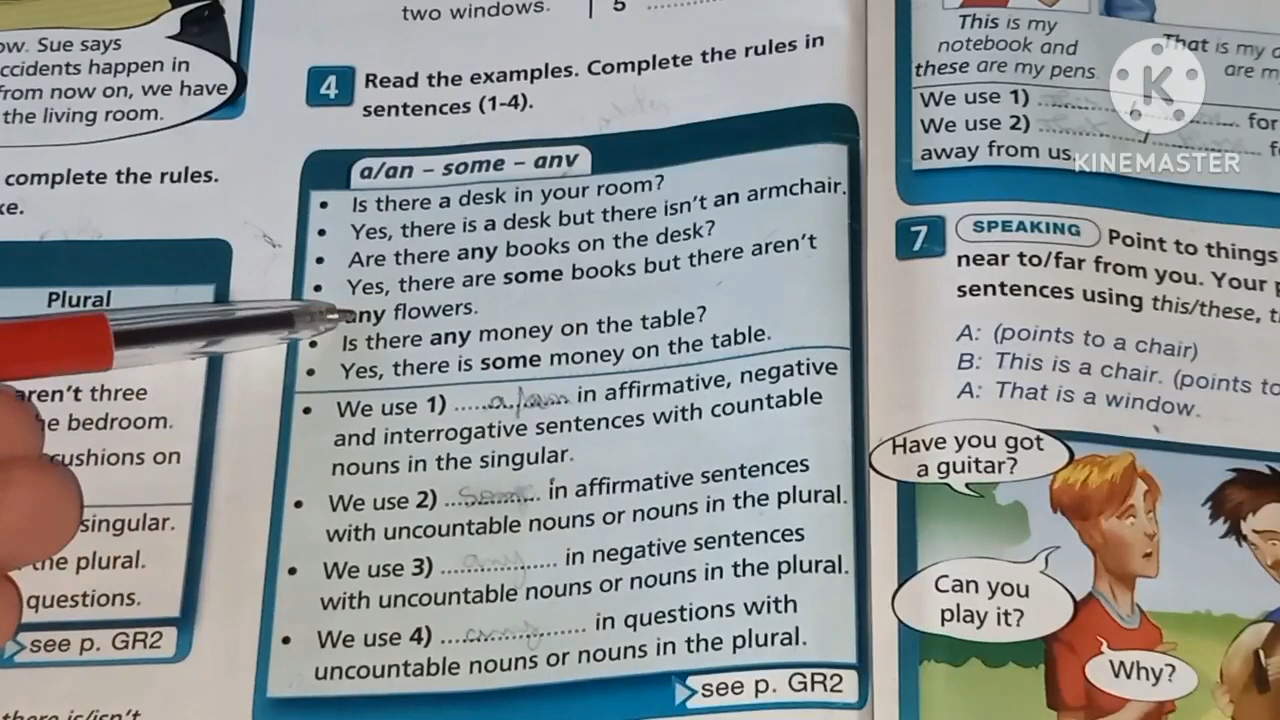 two windows.
5
ow. Sue says
ccidents happen in
from now on, we have
the living room.
complete the rules.
ke.
Plural
aren't three
he bedroom.
cushions on
singular.
the plural.
questions.
see p. GR2
there is/isn't
4 Read the examples. Complete the rules in
sentences (1-4).
a/an – some – any
• Is there a desk in your room?
• Yes, there is a desk but there isn't an armchair.
• Are there any books on the desk?
• Yes, there are some books but there aren't
any flowers.
• Is there any money on the table?
• Yes, there is some money on the table.
• We use 1) ......a/an... in affirmative, negative
and interrogative sentences with countable
nouns in the singular.
• We use 2) ...some... in affirmative sentences
with uncountable nouns or nouns in the plural.
• We use 3) ...any... in negative sentences
with uncountable nouns or nouns in the plural.
• We use 4) ...any... in questions with
uncountable nouns or nouns in the plural.
see p. GR2
This is my
notebook and
these are my pens.
That is my
are m
We use 1) ... for
We use 2) ... / ... f
away from us.
K
KINEMASTER
7 SPEAKING Point to things
near to/far from you. Your p
sentences using this/these, t
A: (points to a chair)
B: This is a chair. (points to
A: That is a window.
Have you got
a guitar?
Can you
play it?
Why?